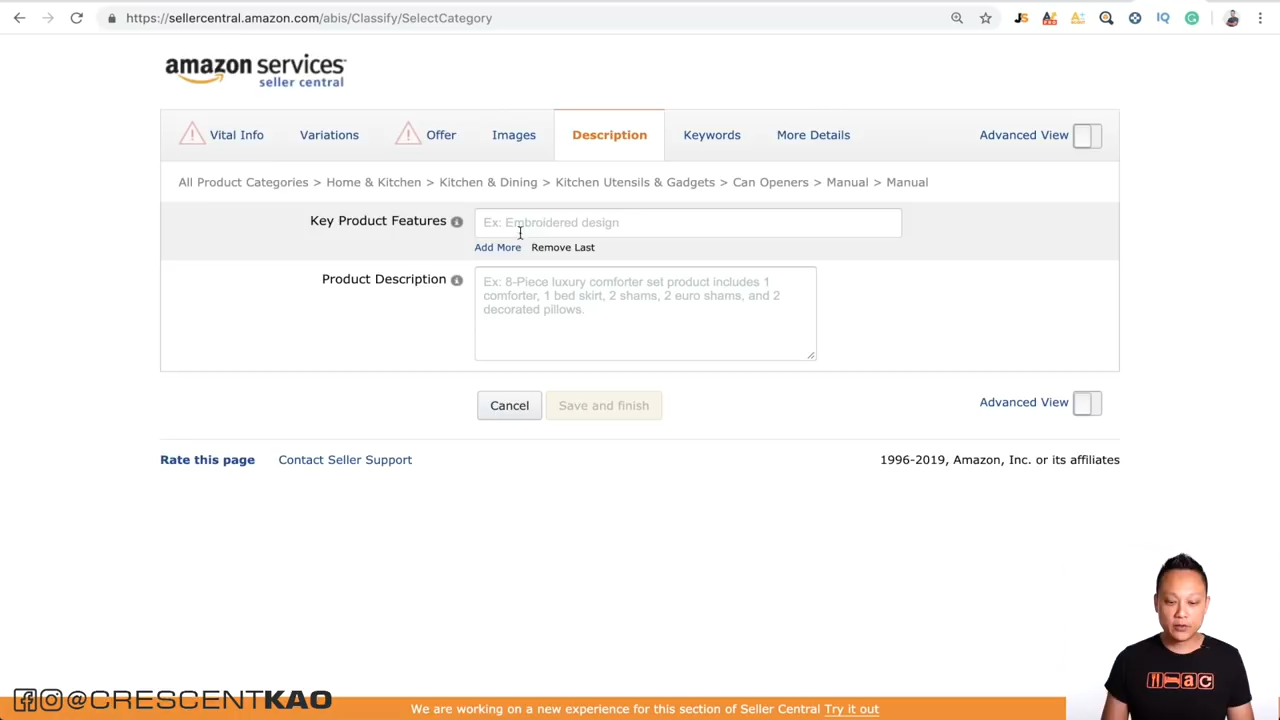 https://sellercentral.amazon.com/abis/Classify/SelectCategory
JS
IQ
amazon services
seller central
Vital Info
Variations
Offer
Images
Description
Keywords
More Details
Advanced View
All Product Categories > Home & Kitchen > Kitchen & Dining > Kitchen Utensils & Gadgets > Can Openers > Manual > Manual
Key Product Features
Ex: Embroidered design
Add More Remove Last
Product Description
Ex: 8-Piece luxury comforter set product includes 1
comforter, 1 bed skirt, 2 shams, 2 euro shams, and 2
decorated pillows.
Cancel
Save and finish
Advanced View
Rate this page
Contact Seller Support
1996-2019, Amazon, Inc. or its affiliates
@CRESCENTKAO
We are working on a new experience for this section of Seller Central Try it out